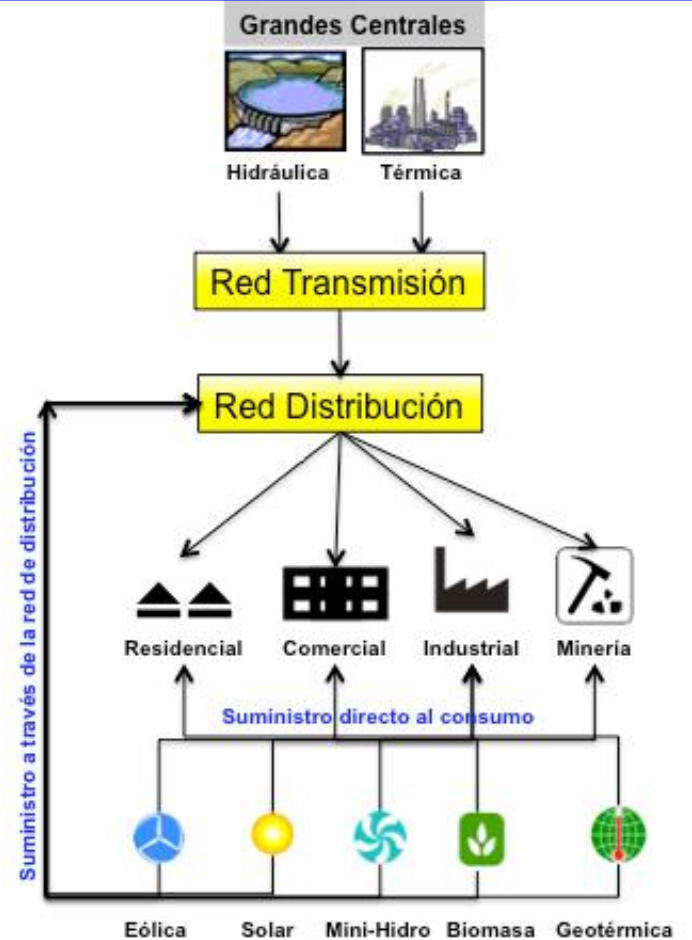 Grandes Centrales
Hidráulica Térmica
Red Transmisión
Red Distribución
Suministro a través de la red de distribución
Residencial Comercial Industrial Minería
Suministro directo al consumo
Eólica Solar Mini-Hidro Biomasa Geotérmica